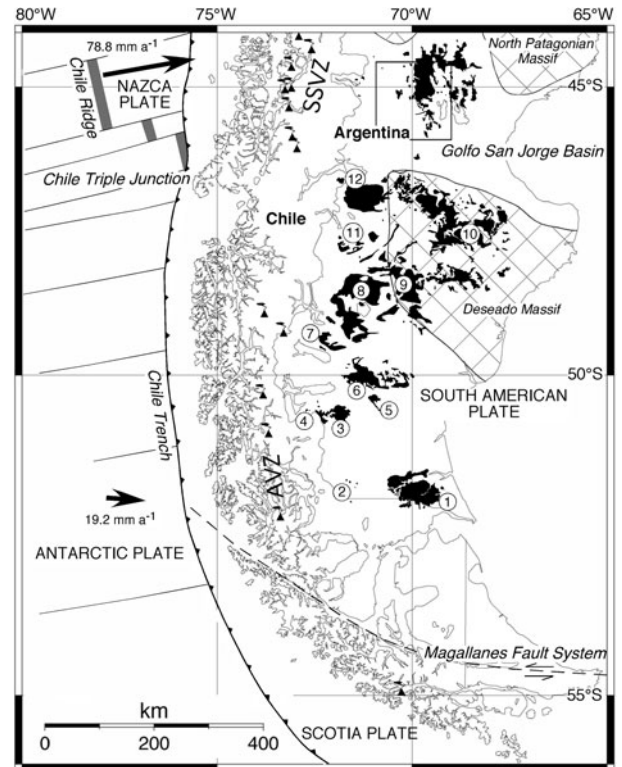 80°W
75°W
70°W
65°W
78.8 mm a⁻¹
NAZCA
PLATE
Chile Ridge
SSVZ
North Patagonian
Massif
45°S
Argentina
Golfo San Jorge Basin
Chile Triple Junction
12
Chile
11
10
8
9
Deseado Massif
7
50°S
6
SOUTH AMERICAN
PLATE
5
4
3
Chile Trench
AVZ
2
1
19.2 mm a⁻¹
ANTARCTIC PLATE
Magallanes Fault System
55°S
km
0
200
400
SCOTIA PLATE